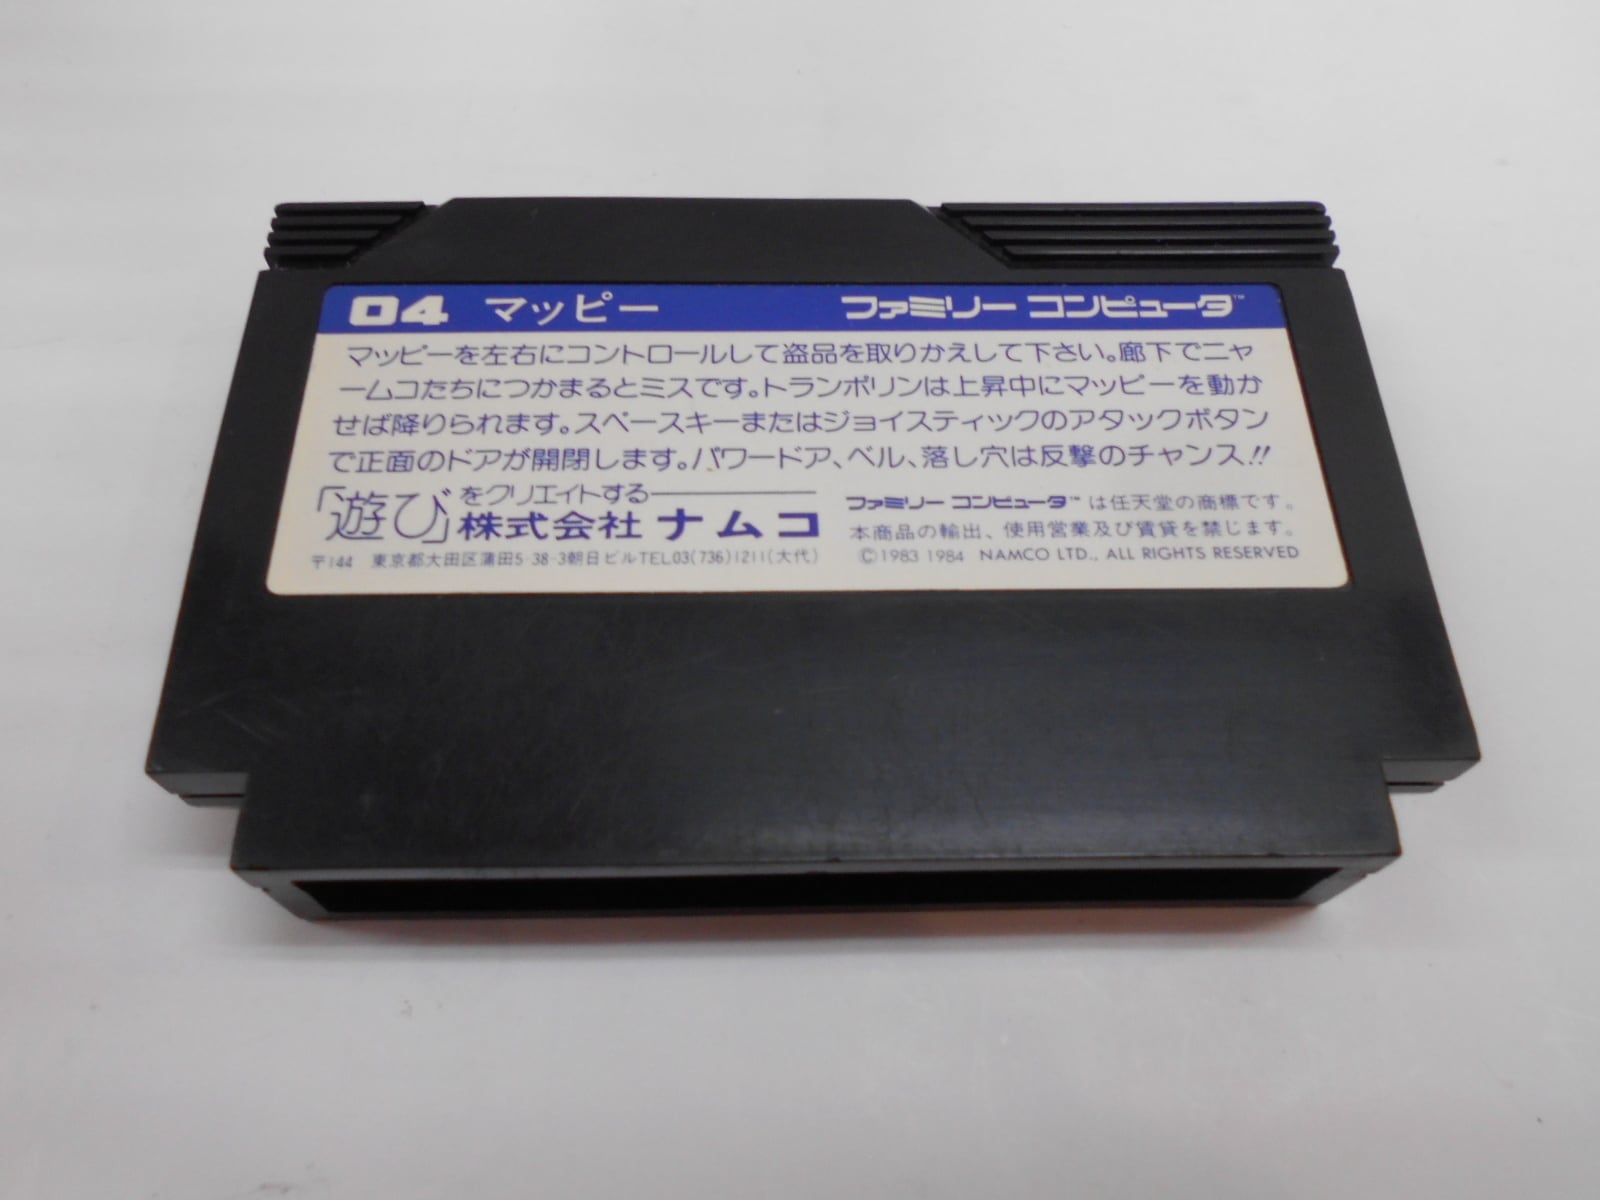 04 マッピー ファミリー コンピュータ™
マッピーを左右にコントロールして盗品を取りかえして下さい。廊下でニャ
ームコたちにつかまるとミスです。トランポリンは上昇中にマッピーを動か
せば降りられます。スペースキーまたはジョイスティックのアタックボタン
で正面のドアが開閉します。パワードア、ベル、落し穴は反撃のチャンス!!
「遊び」をクリエイトする
株式会社 ナムコ
〒144 東京都大田区蒲田5-38-3朝日ビルTEL03(736)1211(大代)
ファミリー コンピュータ™ は任天堂の商標です。
本商品の輸出、使用営業及び賃貸を禁じます。
©1983 1984 NAMCO LTD., ALL RIGHTS RESERVED